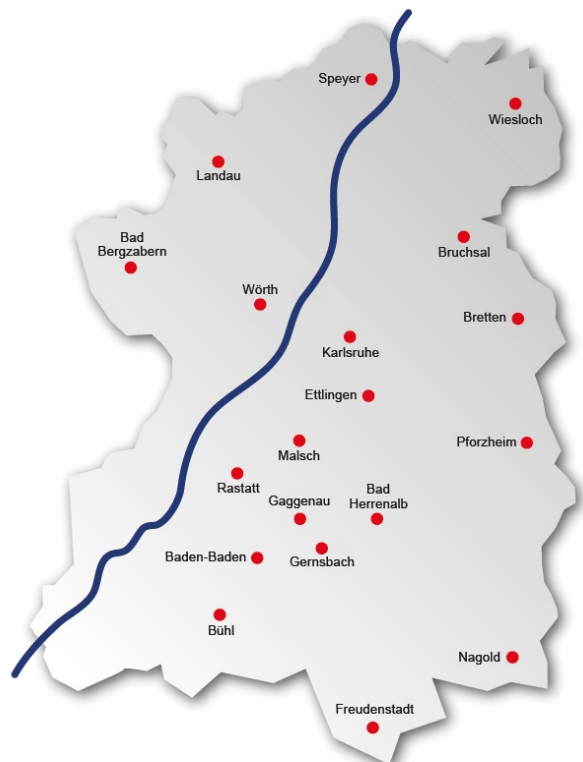 Speyer
Wiesloch
Landau
Bad
Bergzabern
Bruchsal
Wörth
Bretten
Karlsruhe
Ettlingen
Malsch
Pforzheim
Rastatt
Gaggenau
Bad
Herrenalb
Baden-Baden
Gernsbach
Bühl
Nagold
Freudenstadt